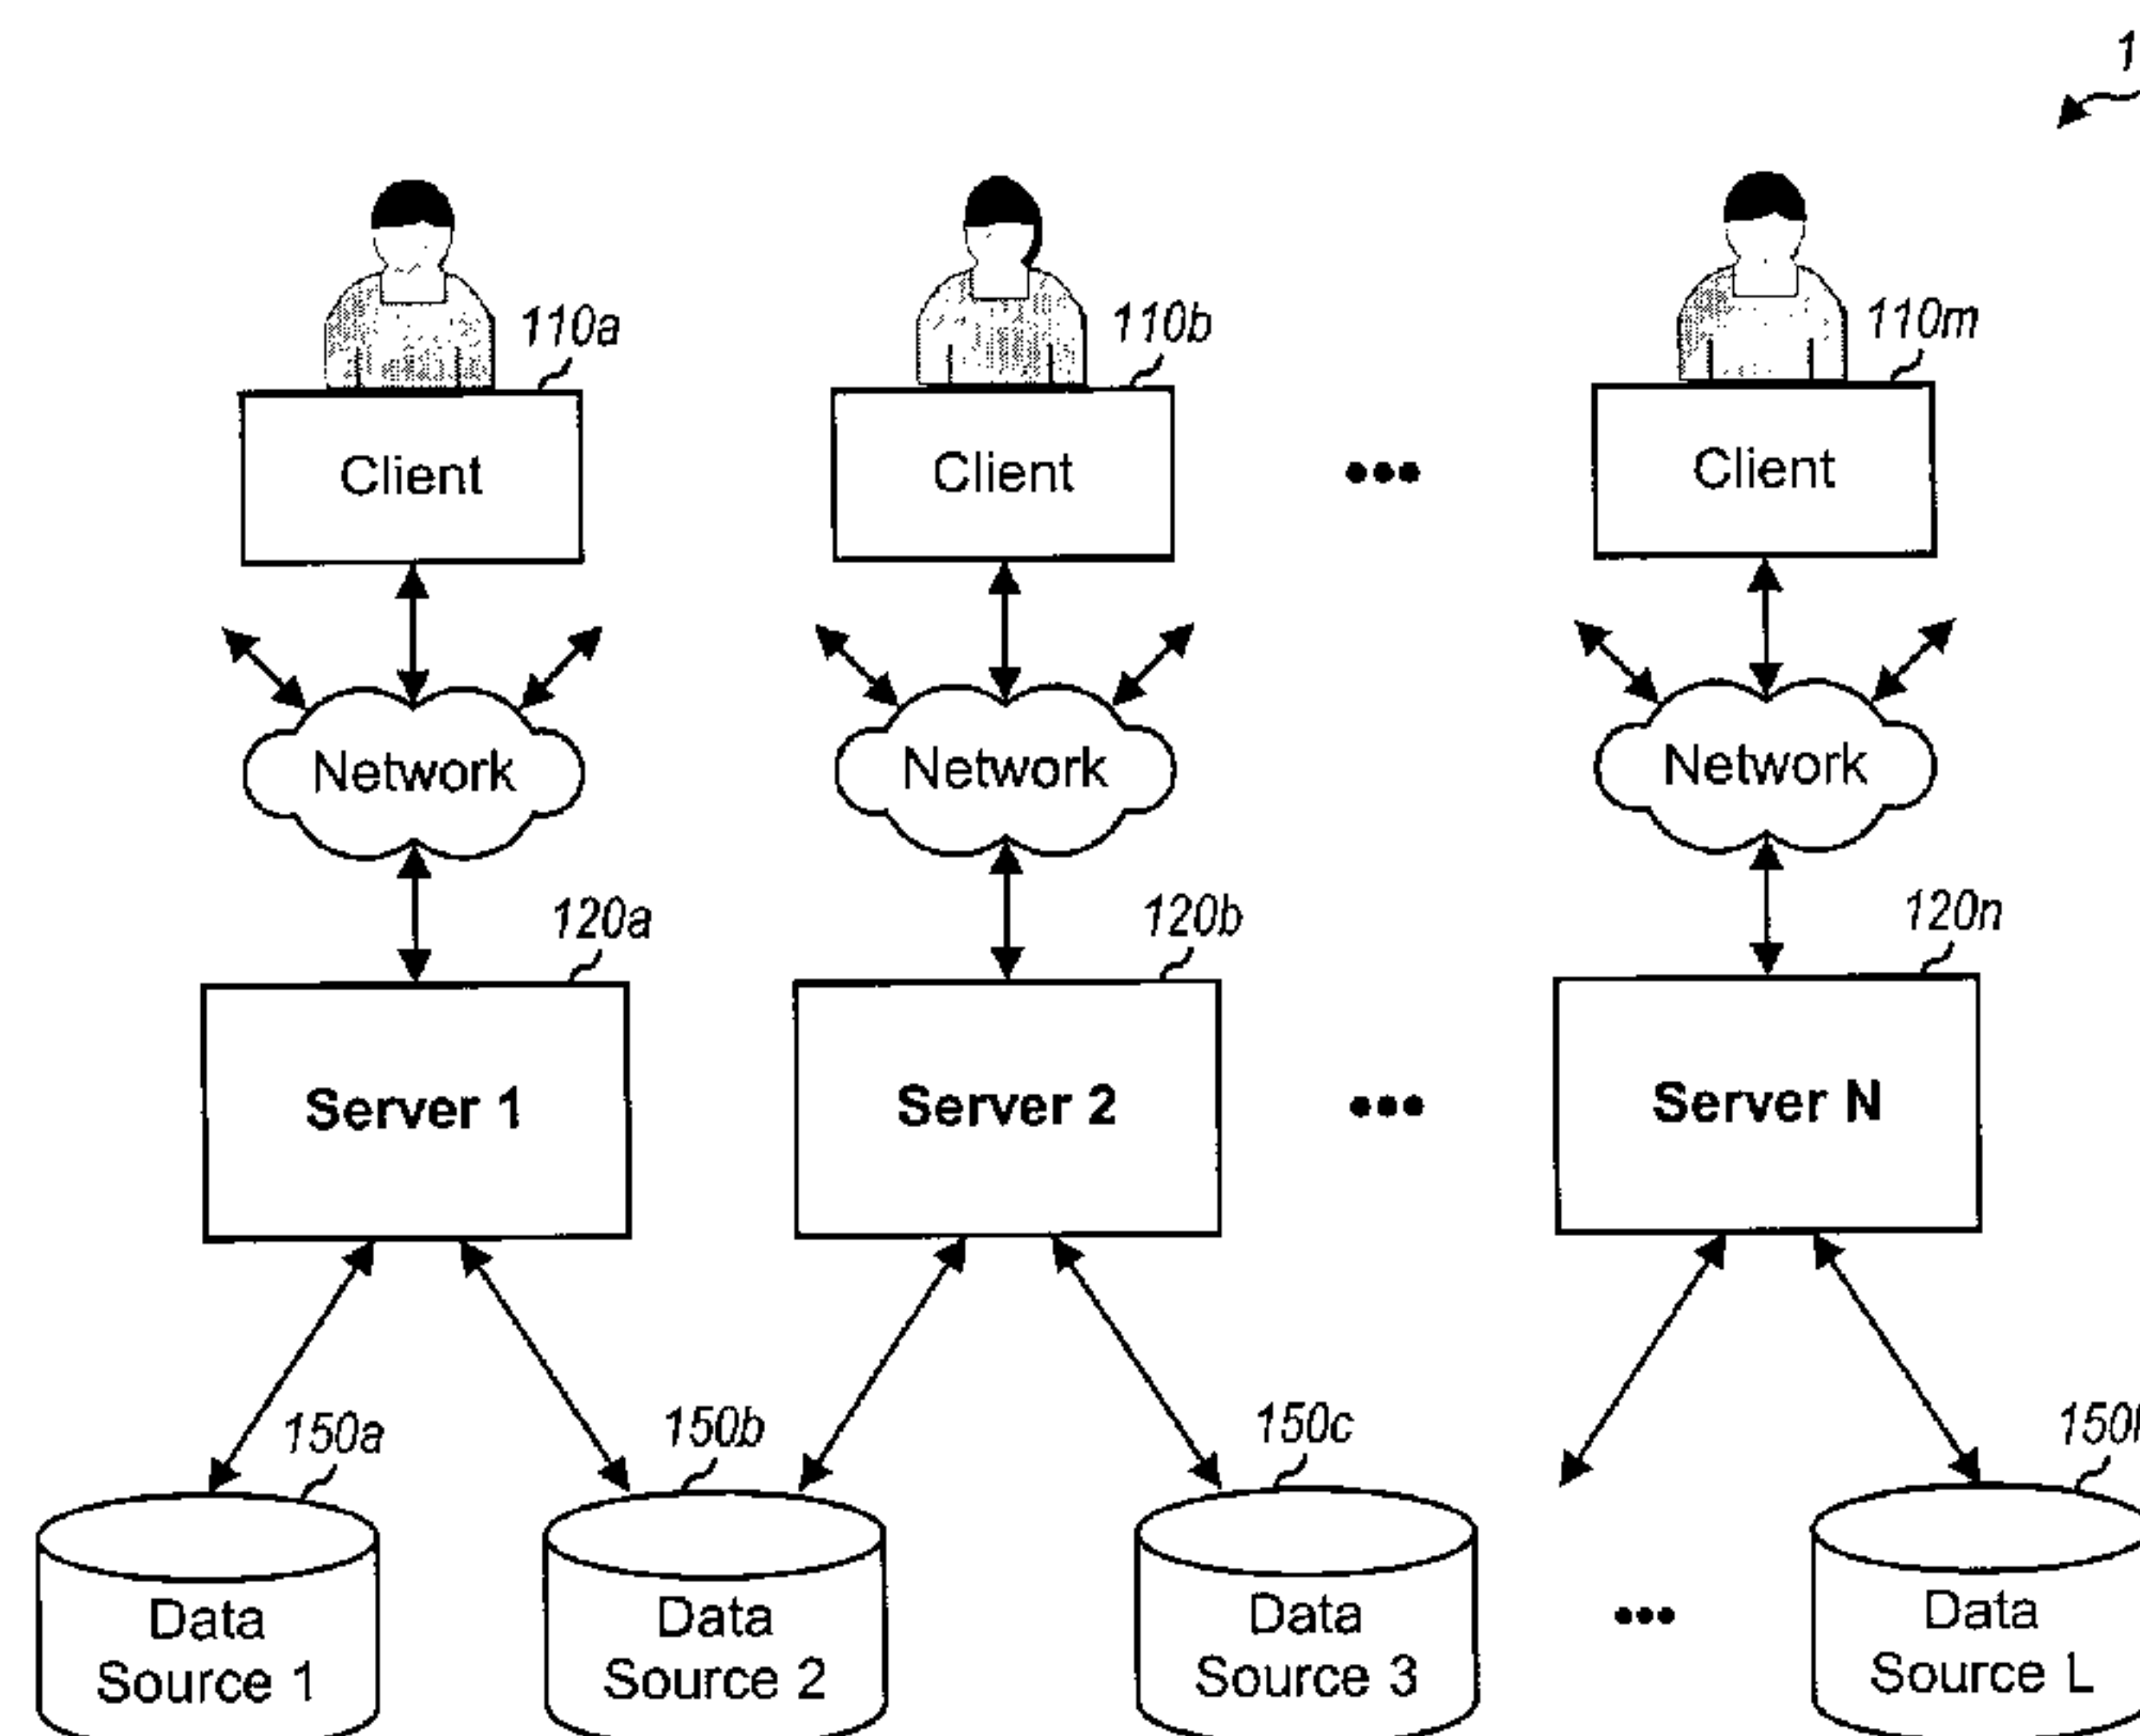 110a
110b
110m
Client
Client
•••
Client
Network
Network
Network
120a
120b
120n
Server 1
Server 2
•••
Server N
150a
150b
150c
Data
Source 1
Data
Source 2
Data
Source 3
•••
Data
Source L